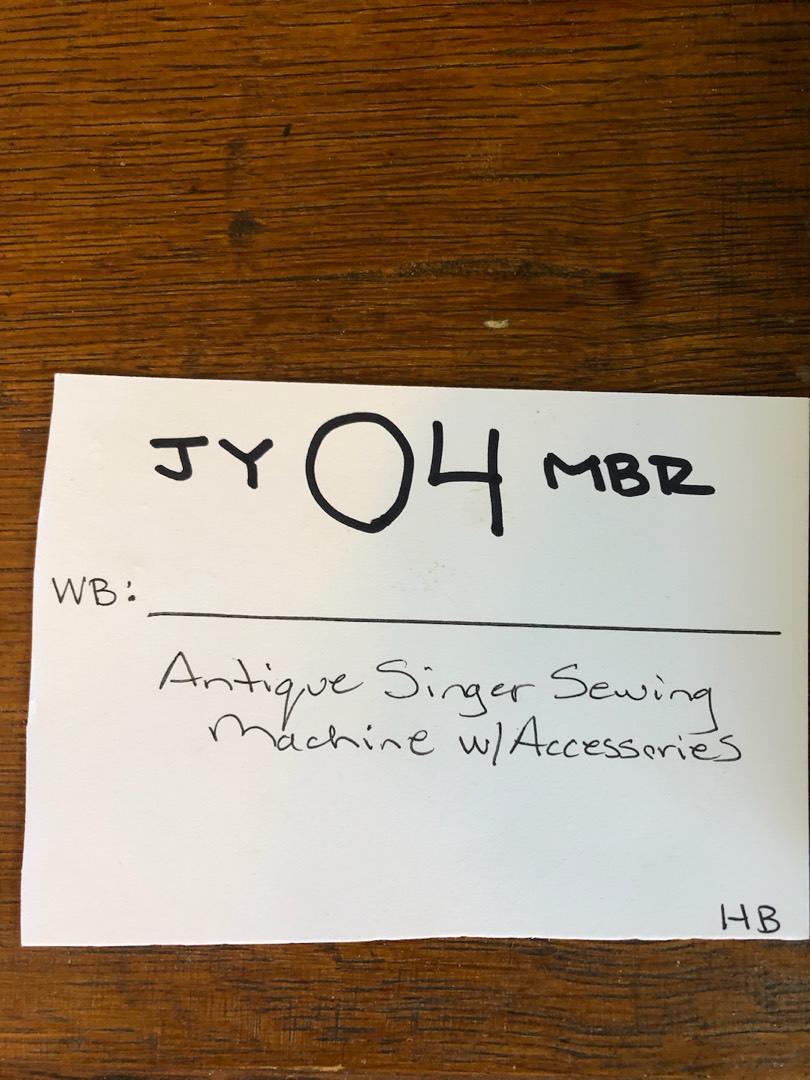 JY 04 MBR
WB:
Antique Singer Sewing
Machine w/Accessories
HB